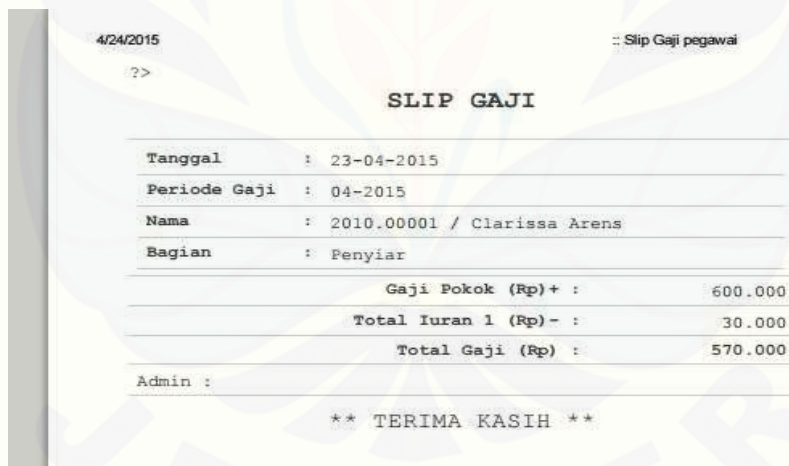 4/24/2015 :: Slip Gaji pegawai
?>
SLIP GAJI
Tanggal : 23-04-2015
Periode Gaji : 04-2015
Nama : 2010.00001 / Clarissa Arens
Bagian : Penyiar
Gaji Pokok (Rp)+ : 600.000
Total Iuran 1 (Rp)- : 30.000
Total Gaji (Rp) : 570.000
Admin :
** TERIMA KASIH **